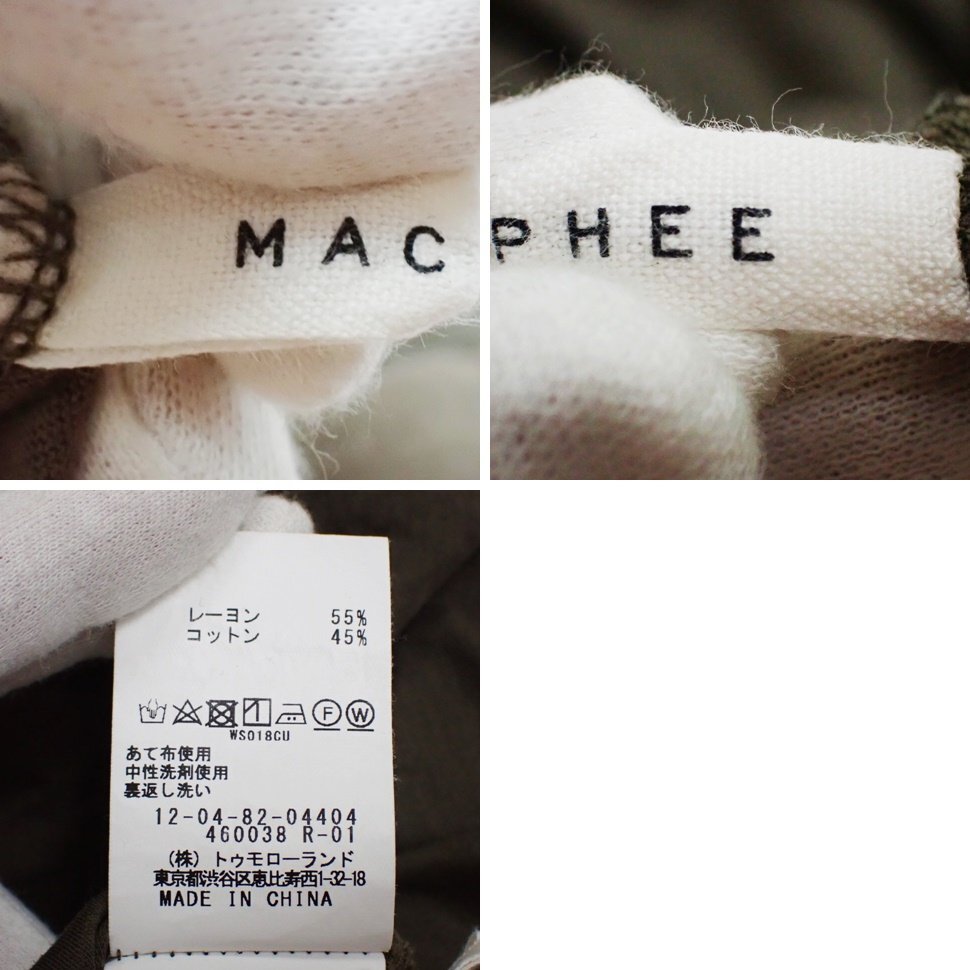 MAC
PHEE
レーヨン 55%
コットン 45%
F W
WS018CU
あて布使用
中性洗剤使用
裏返し洗い
12-04-82-04404
460038 R-01
(株)トゥモローランド
東京都渋谷区恵比寿西1-32-18
MADE IN CHINA